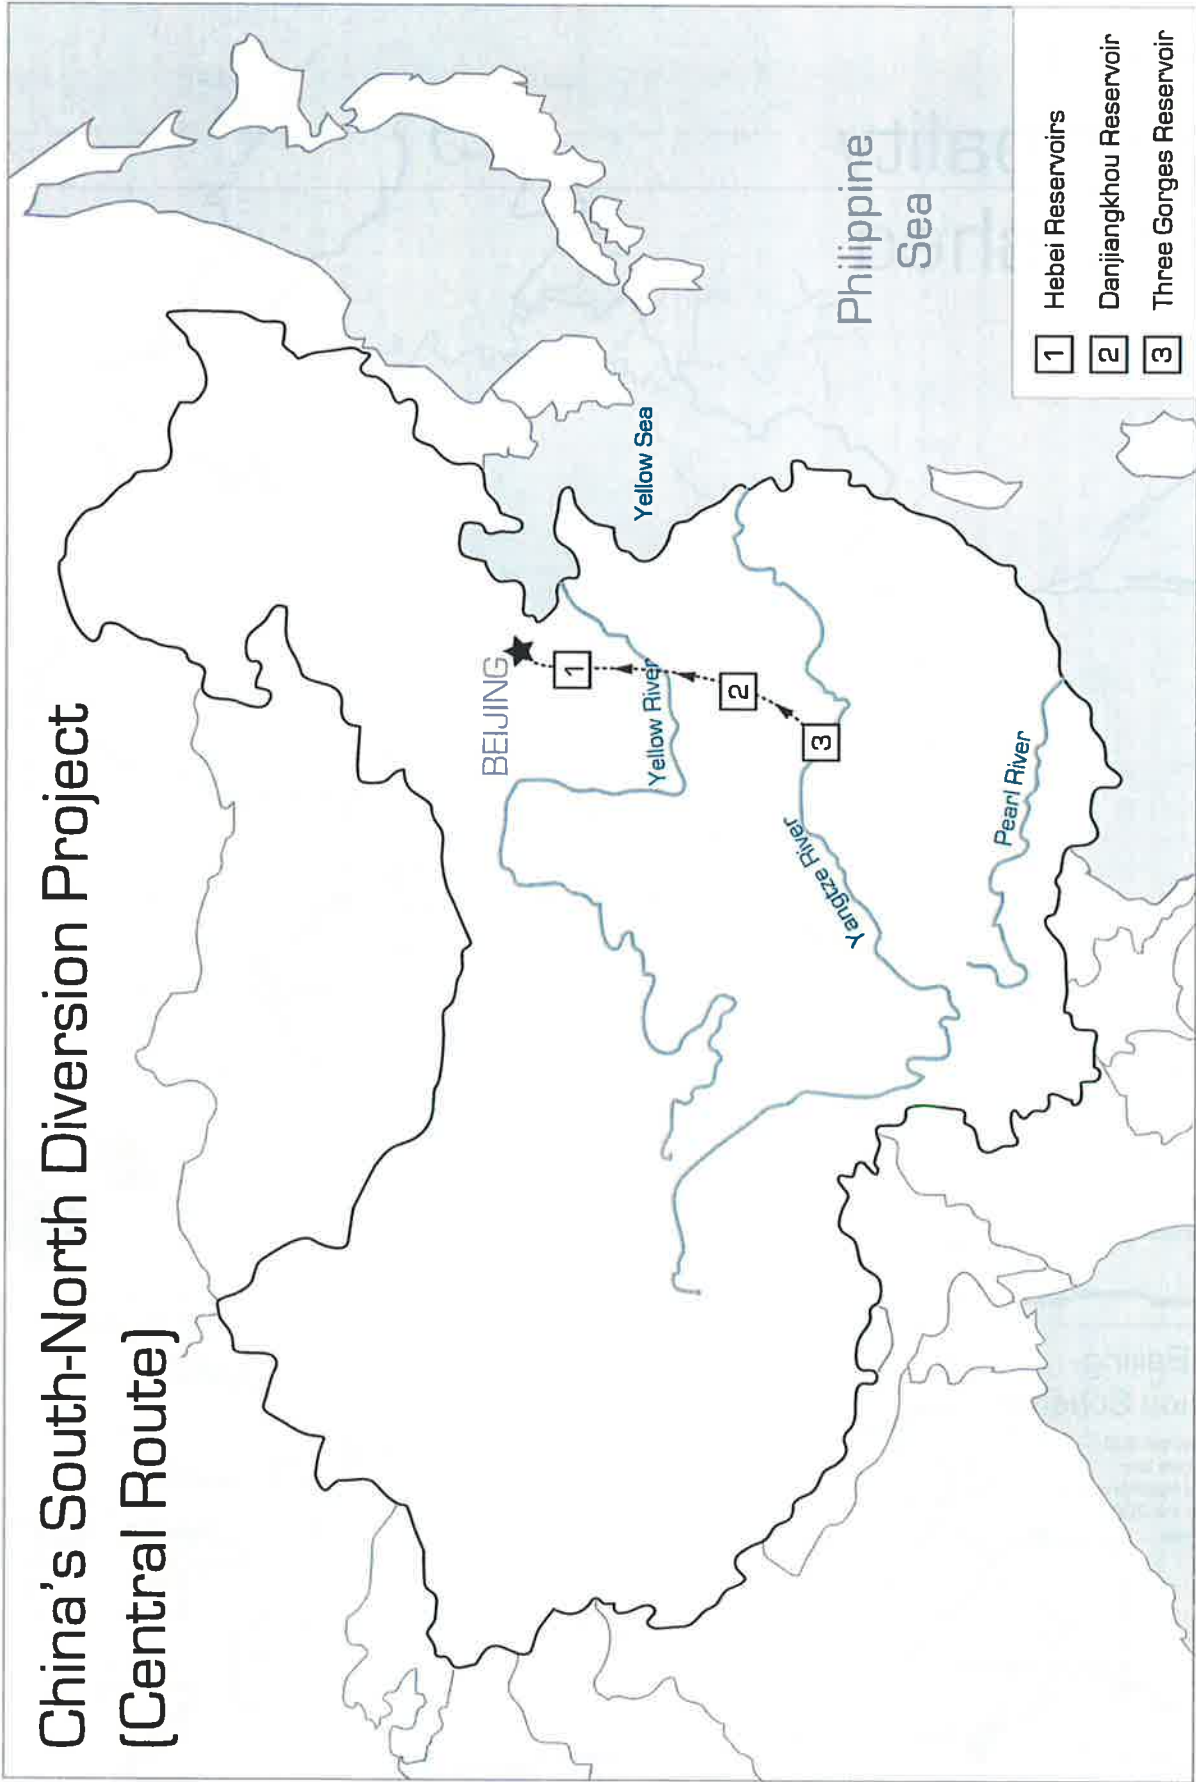 China's South-North Diversion Project
(Central Route)
BEIJING
1
Yellow River
2
3
Yangtze River
Pearl River
Yellow Sea
Philippine
Sea
1 Hebei Reservoirs
2 Danjiangkhou Reservoir
3 Three Gorges Reservoir